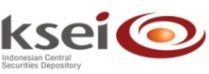 ksei
Indonesian Central
Securities Depository